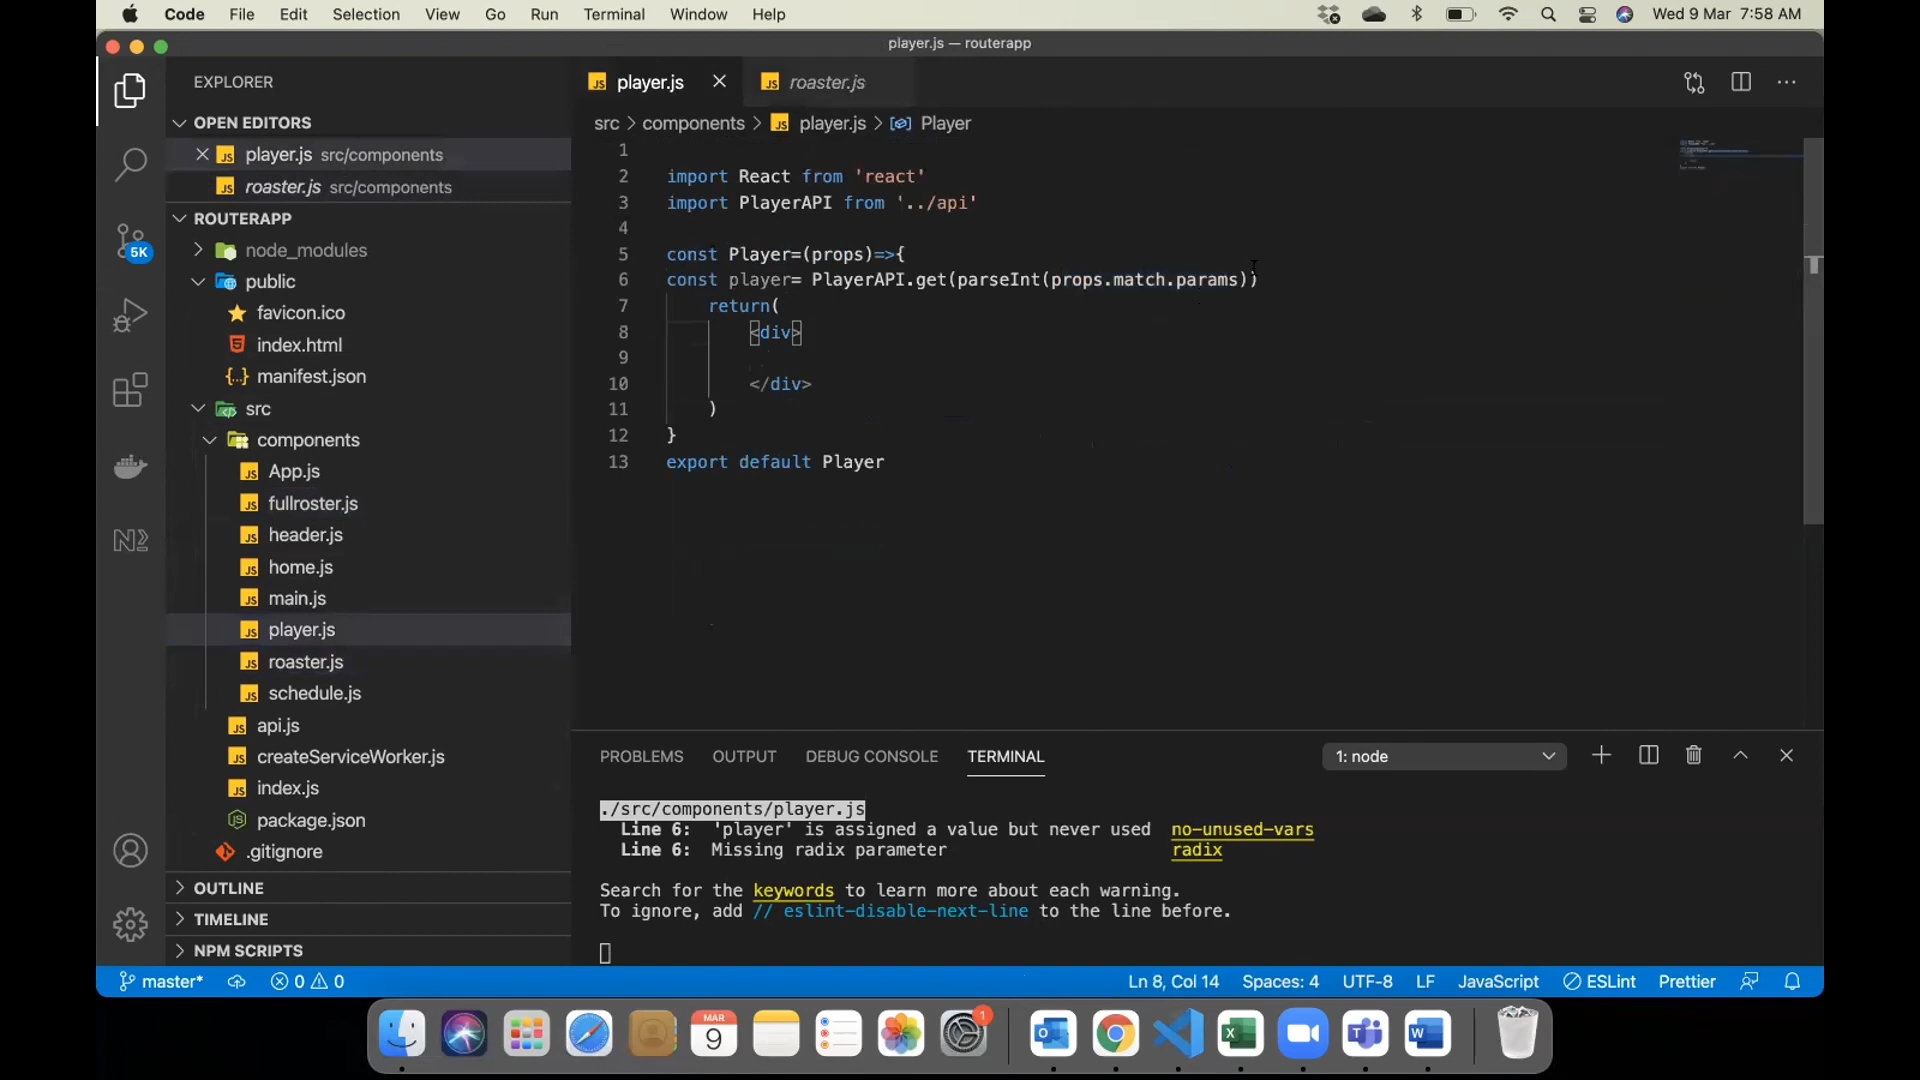 Code File Edit Selection View Go Run Terminal Window Help Wed 9 Mar 7:58 AM
player.js — routerapp
EXPLORER
OPEN EDITORS
player.js src/components
roaster.js src/components
ROUTERAPP
node_modules
public
favicon.ico
index.html
manifest.json
src
components
App.js
fullroster.js
header.js
home.js
main.js
player.js
roaster.js
schedule.js
api.js
createServiceWorker.js
index.js
package.json
.gitignore
OUTLINE
TIMELINE
NPM SCRIPTS
5K
player.js roaster.js
src > components > player.js > Player
1
2 import React from 'react'
3 import PlayerAPI from '../api'
4
5 const Player=(props)=>{
6 const player= PlayerAPI.get(parseInt(props.match.params))
7 return(
8 <div>
9
10 </div>
11 )
12 }
13 export default Player
PROBLEMS OUTPUT DEBUG CONSOLE TERMINAL 1: node
./src/components/player.js
Line 6: 'player' is assigned a value but never used no-unused-vars
Line 6: Missing radix parameter radix
Search for the keywords to learn more about each warning.
To ignore, add // eslint-disable-next-line to the line before.
master* 0 0 Ln 8, Col 14 Spaces: 4 UTF-8 LF JavaScript ESLint Prettier
MAR
9
1